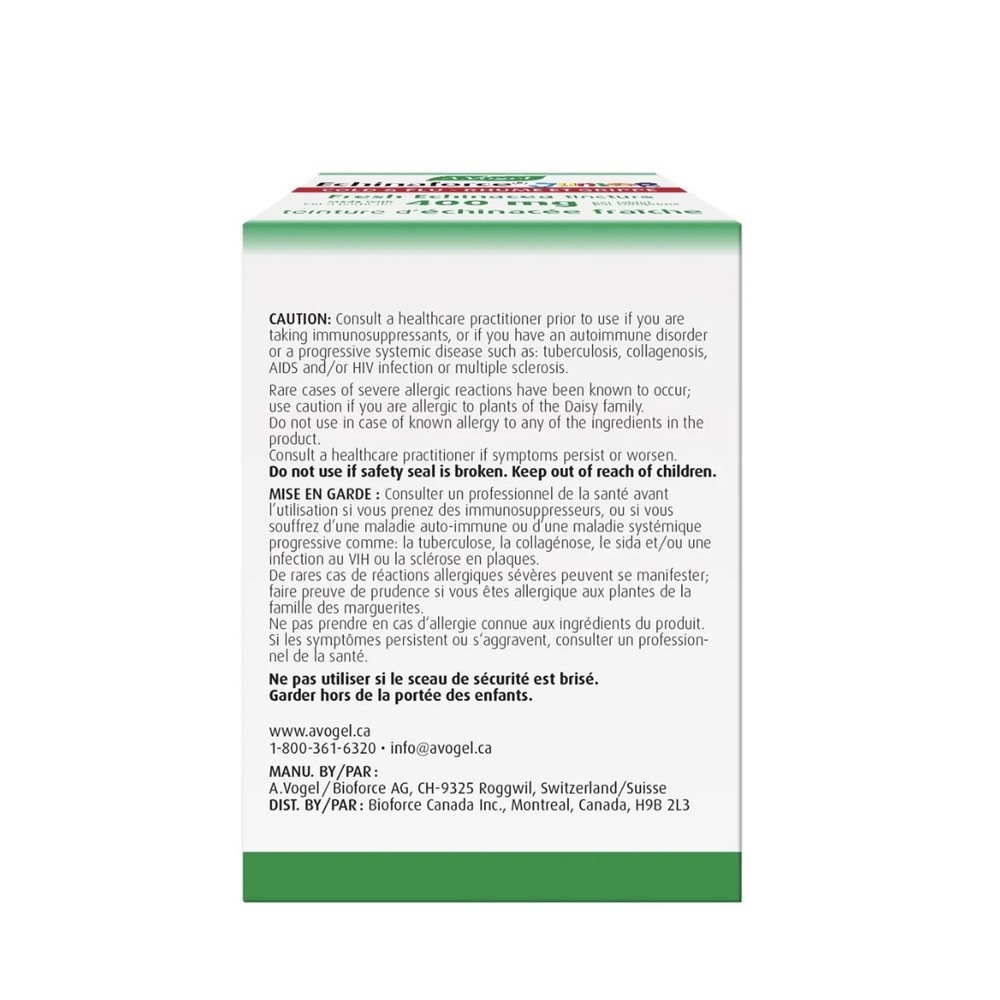 A.Vogel
Echinaforce® Junior
COLD & FLU - RHUME ET GRIPPE
Fresh Echinacea tincture
400 mg
teinture d'échinacée fraîche
CAUTION: Consult a healthcare practitioner prior to use if you are
taking immunosuppressants, or if you have an autoimmune disorder
or a progressive systemic disease such as: tuberculosis, collagenosis,
AIDS and/or HIV infection or multiple sclerosis.
Rare cases of severe allergic reactions have been known to occur;
use caution if you are allergic to plants of the Daisy family.
Do not use in case of known allergy to any of the ingredients in the
product.
Consult a healthcare practitioner if symptoms persist or worsen.
Do not use if safety seal is broken. Keep out of reach of children.
MISE EN GARDE : Consulter un professionnel de la santé avant
l'utilisation si vous prenez des immunosuppresseurs, ou si vous
souffrez d'une maladie auto-immune ou d'une maladie systémique
progressive comme: la tuberculose, la collagénose, le sida et/ou une
infection au VIH ou la sclérose en plaques.
De rares cas de réactions allergiques sévères peuvent se manifester;
faire preuve de prudence si vous êtes allergique aux plantes de la
famille des marguerites.
Ne pas prendre en cas d'allergie connue aux ingrédients du produit.
Si les symptômes persistent ou s'aggravent, consulter un profession-
nel de la santé.
Ne pas utiliser si le sceau de sécurité est brisé.
Garder hors de la portée des enfants.
www.avogel.ca
1-800-361-6320 • info@avogel.ca
MANU. BY/PAR :
A.Vogel/Bioforce AG, CH-9325 Roggwil, Switzerland/Suisse
DIST. BY/PAR : Bioforce Canada Inc., Montreal, Canada, H9B 2L3